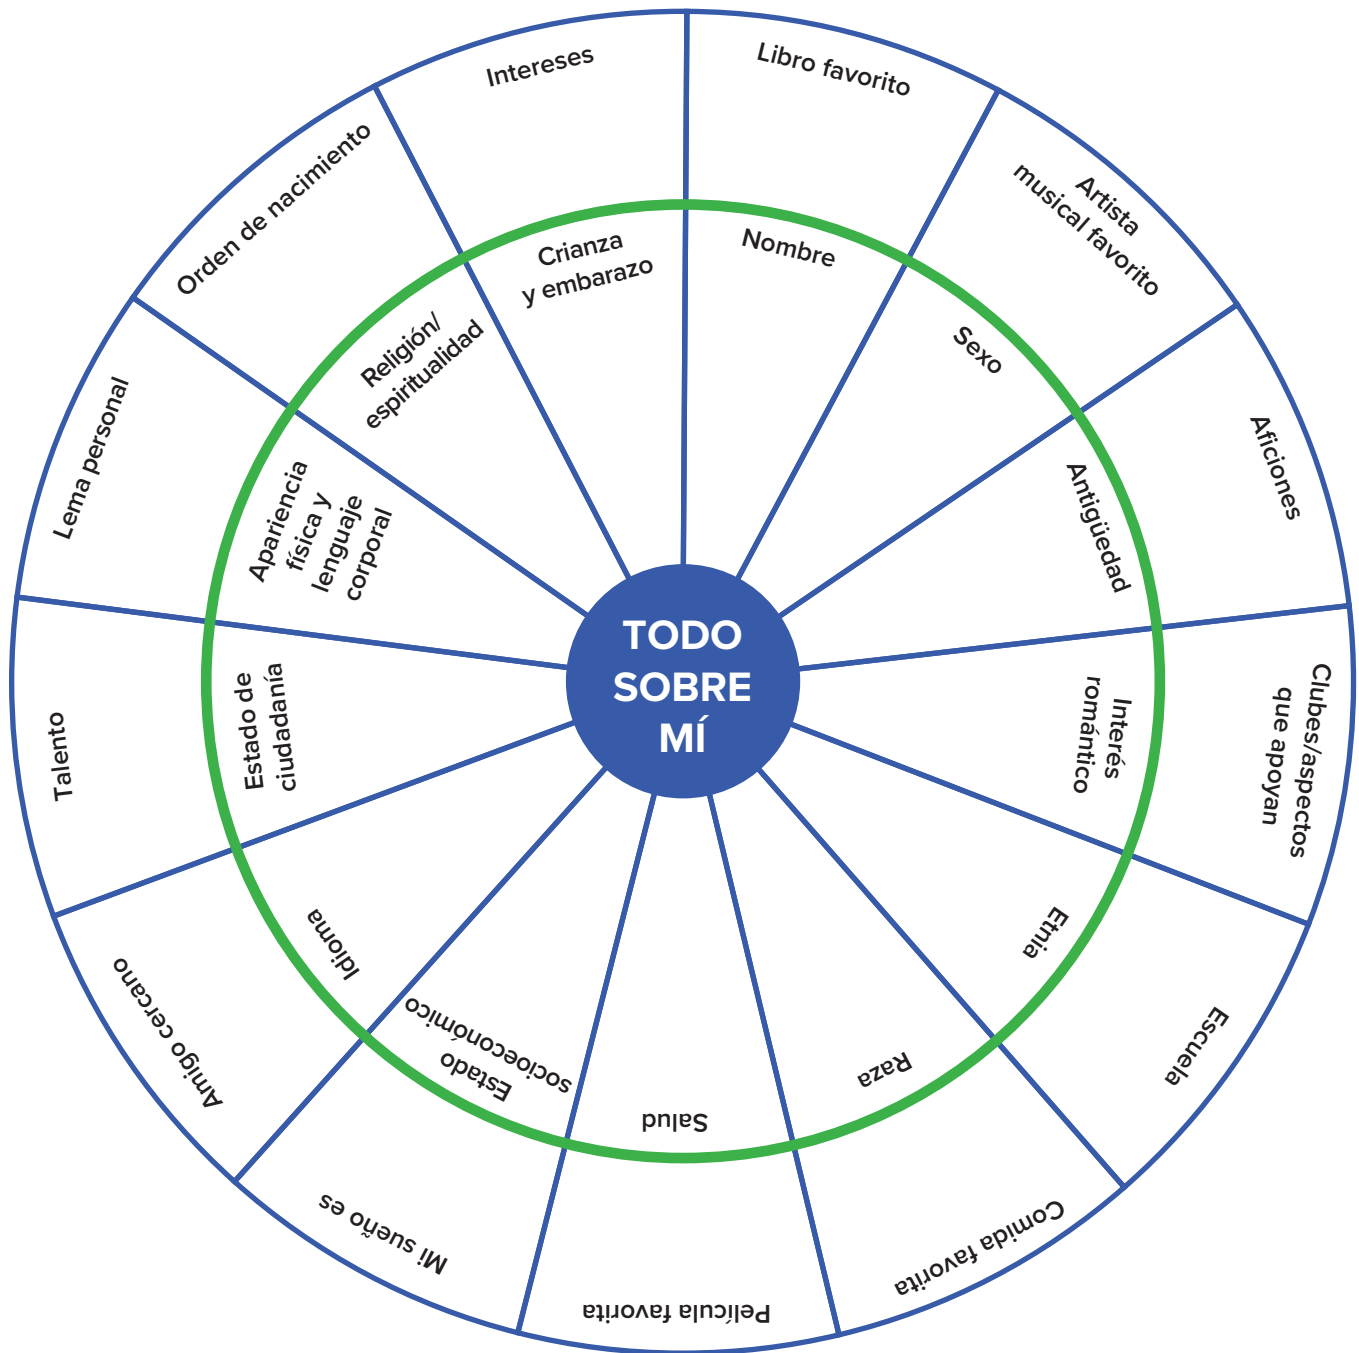 TODO
SOBRE
MÍ
Libro favorito
Artista
musical favorito
Aficiones
Clubes/aspectos
que apoyan
Escuela
Comida favorita
Película favorita
Mi sueño es
Amigo cercano
Talento
Lema personal
Orden de nacimiento
Intereses
Nombre
Sexo
Antigüedad
Interés
romántico
Etnia
Raza
Salud
Estado
socioeconómico
Idioma
Estado de
ciudadanía
Apariencia
física y
lenguaje
corporal
Religión/
espiritualidad
Crianza
y embarazo